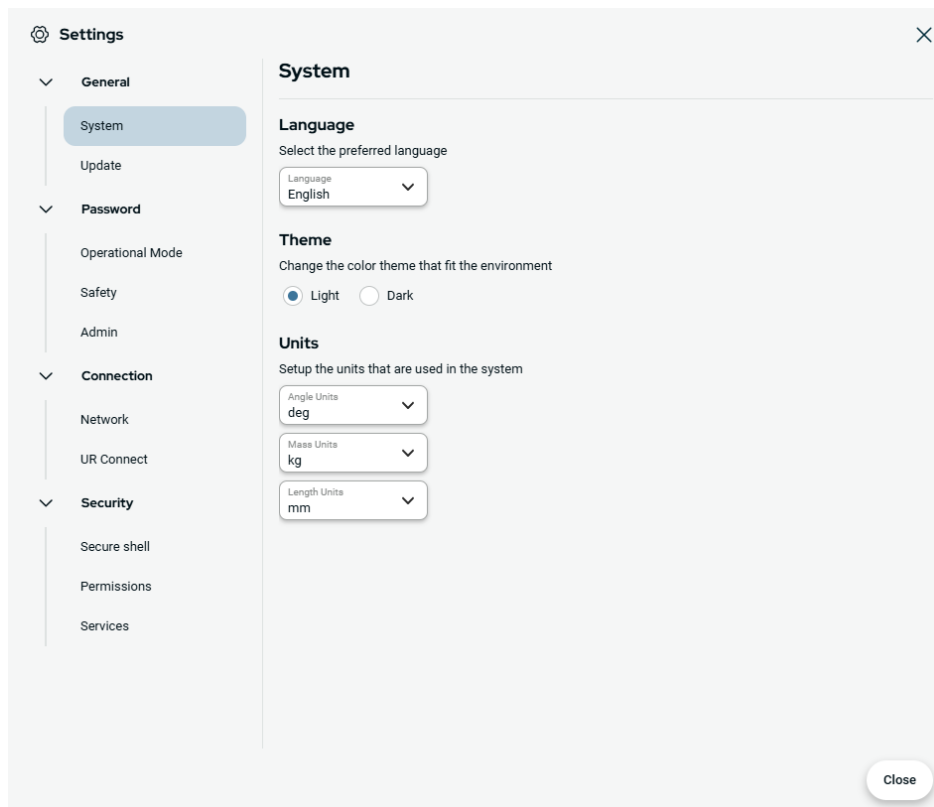 Settings
General
System
Update
Password
Operational Mode
Safety
Admin
Connection
Network
UR Connect
Security
Secure shell
Permissions
Services
System
Language
Select the preferred language
Language
English
Theme
Change the color theme that fit the environment
Light Dark
Units
Setup the units that are used in the system
Angle Units
deg
Mass Units
kg
Length Units
mm
Close